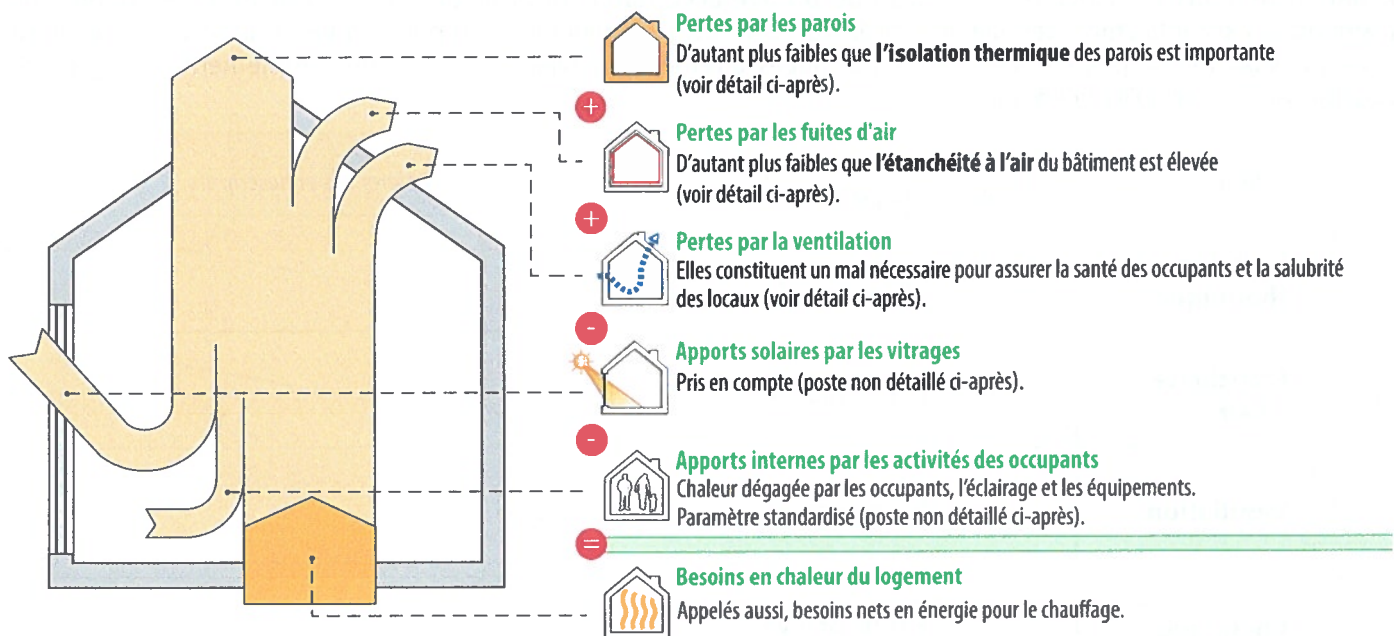 Pertes par les parois
D'autant plus faibles que l'isolation thermique des parois est importante
(voir détail ci-après).
+
Pertes par les fuites d'air
D'autant plus faibles que l'étanchéité à l'air du bâtiment est élevée
(voir détail ci-après).
+
Pertes par la ventilation
Elles constituent un mal nécessaire pour assurer la santé des occupants et la salubrité
des locaux (voir détail ci-après).
-
Apports solaires par les vitrages
Pris en compte (poste non détaillé ci-après).
-
Apports internes par les activités des occupants
Chaleur dégagée par les occupants, l'éclairage et les équipements.
Paramètre standardisé (poste non détaillé ci-après).
=
Besoins en chaleur du logement
Appelés aussi, besoins nets en énergie pour le chauffage.